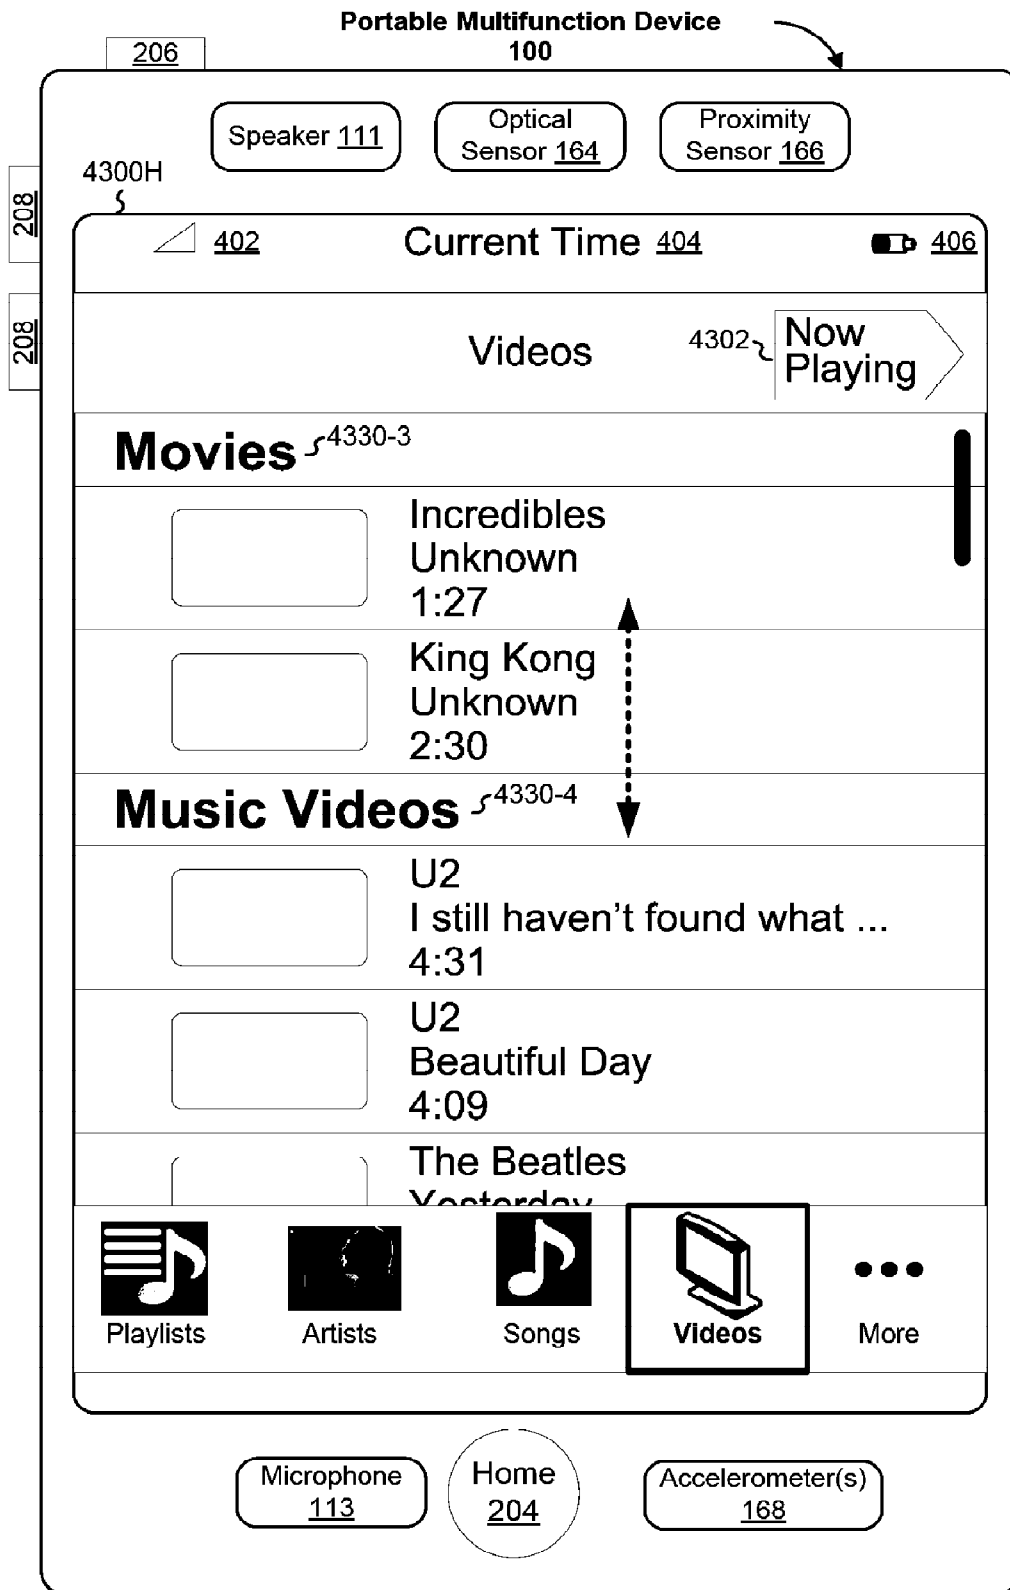 Portable Multifunction Device
100
206
Speaker 111
Optical
Sensor 164
Proximity
Sensor 166
4300H
208
208
402
Current Time 404
406
Videos
4302
Now
Playing
Movies
4330-3
Incredibles
Unknown
1:27
King Kong
Unknown
2:30
Music Videos
4330-4
U2
I still haven't found what ...
4:31
U2
Beautiful Day
4:09
The Beatles
Yesterday
Playlists
Artists
Songs
Videos
More
Microphone
113
Home
204
Accelerometer(s)
168